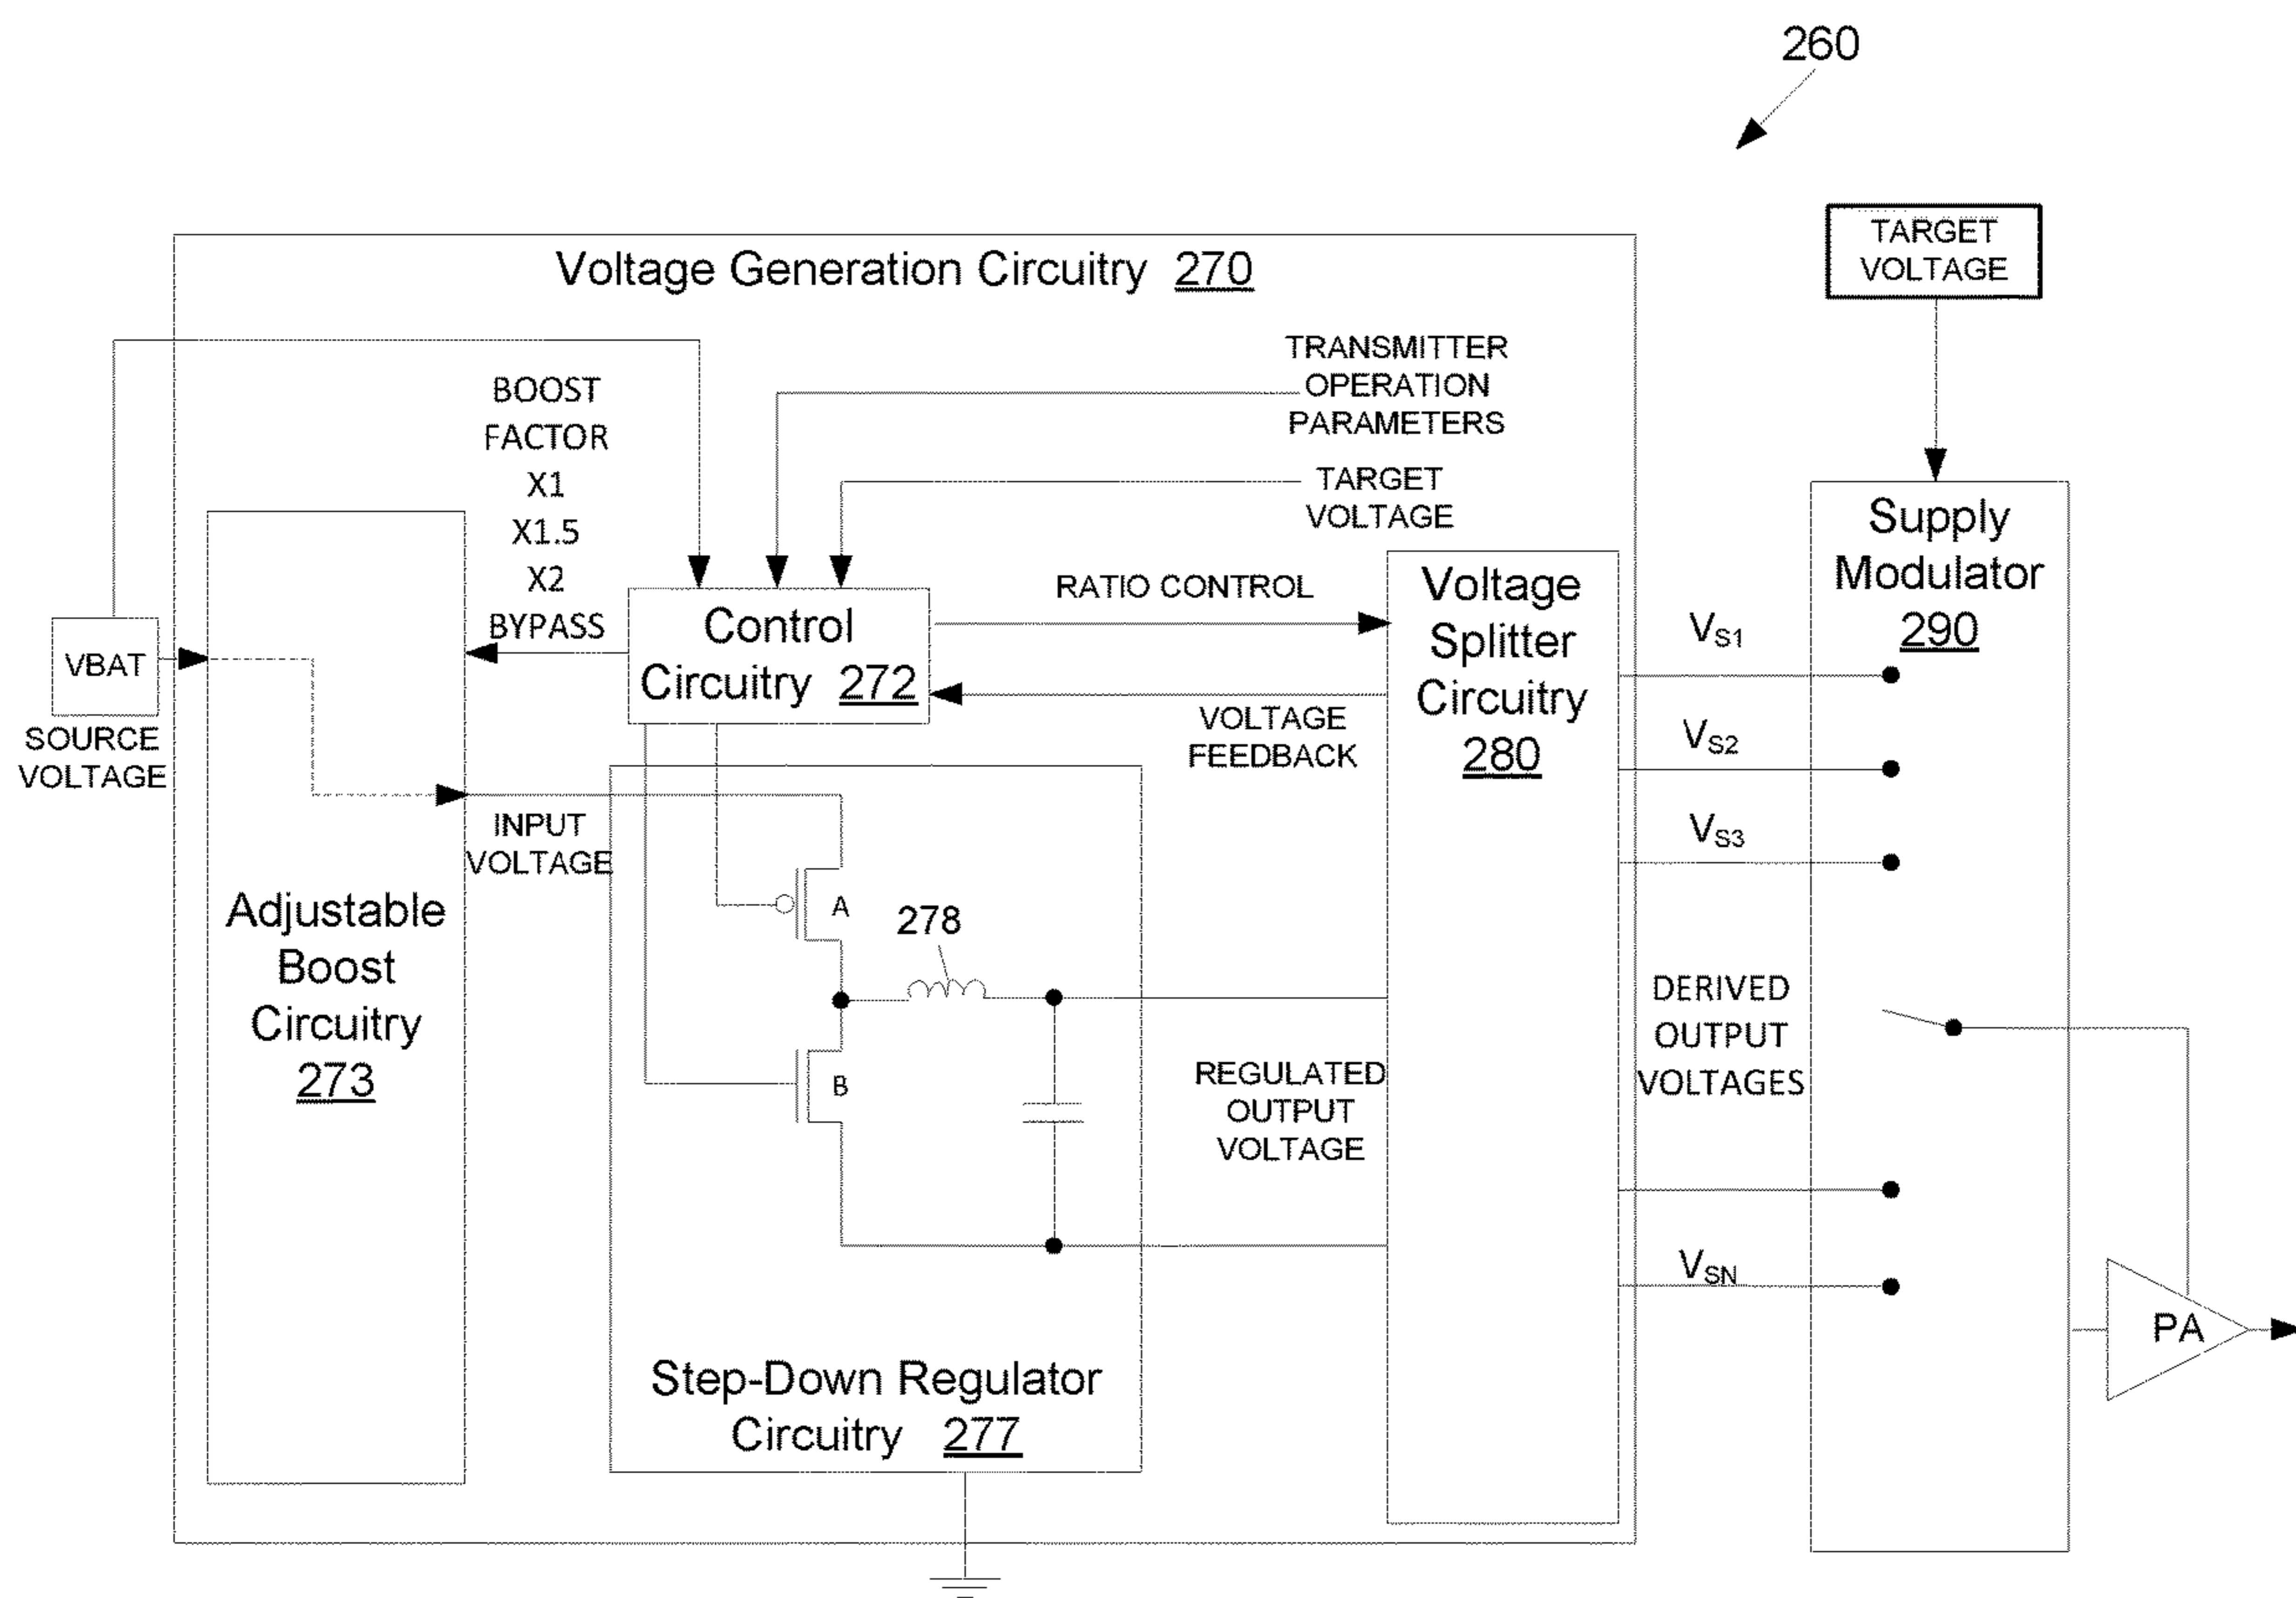 260
TARGET
VOLTAGE
Voltage Generation Circuitry 270
TRANSMITTER
OPERATION
PARAMETERS
BOOST
FACTOR
X1
X1.5
X2
BYPASS
TARGET
VOLTAGE
Supply
Modulator
290
RATIO CONTROL
Voltage
Splitter
Circuitry
280
Control
Circuitry 272
VBAT
SOURCE
VOLTAGE
VOLTAGE
FEEDBACK
VS1
VS2
VS3
INPUT
VOLTAGE
Adjustable
Boost
Circuitry
273
A
278
B
REGULATED
OUTPUT
VOLTAGE
DERIVED
OUTPUT
VOLTAGES
VSN
PA
Step-Down Regulator
Circuitry 277